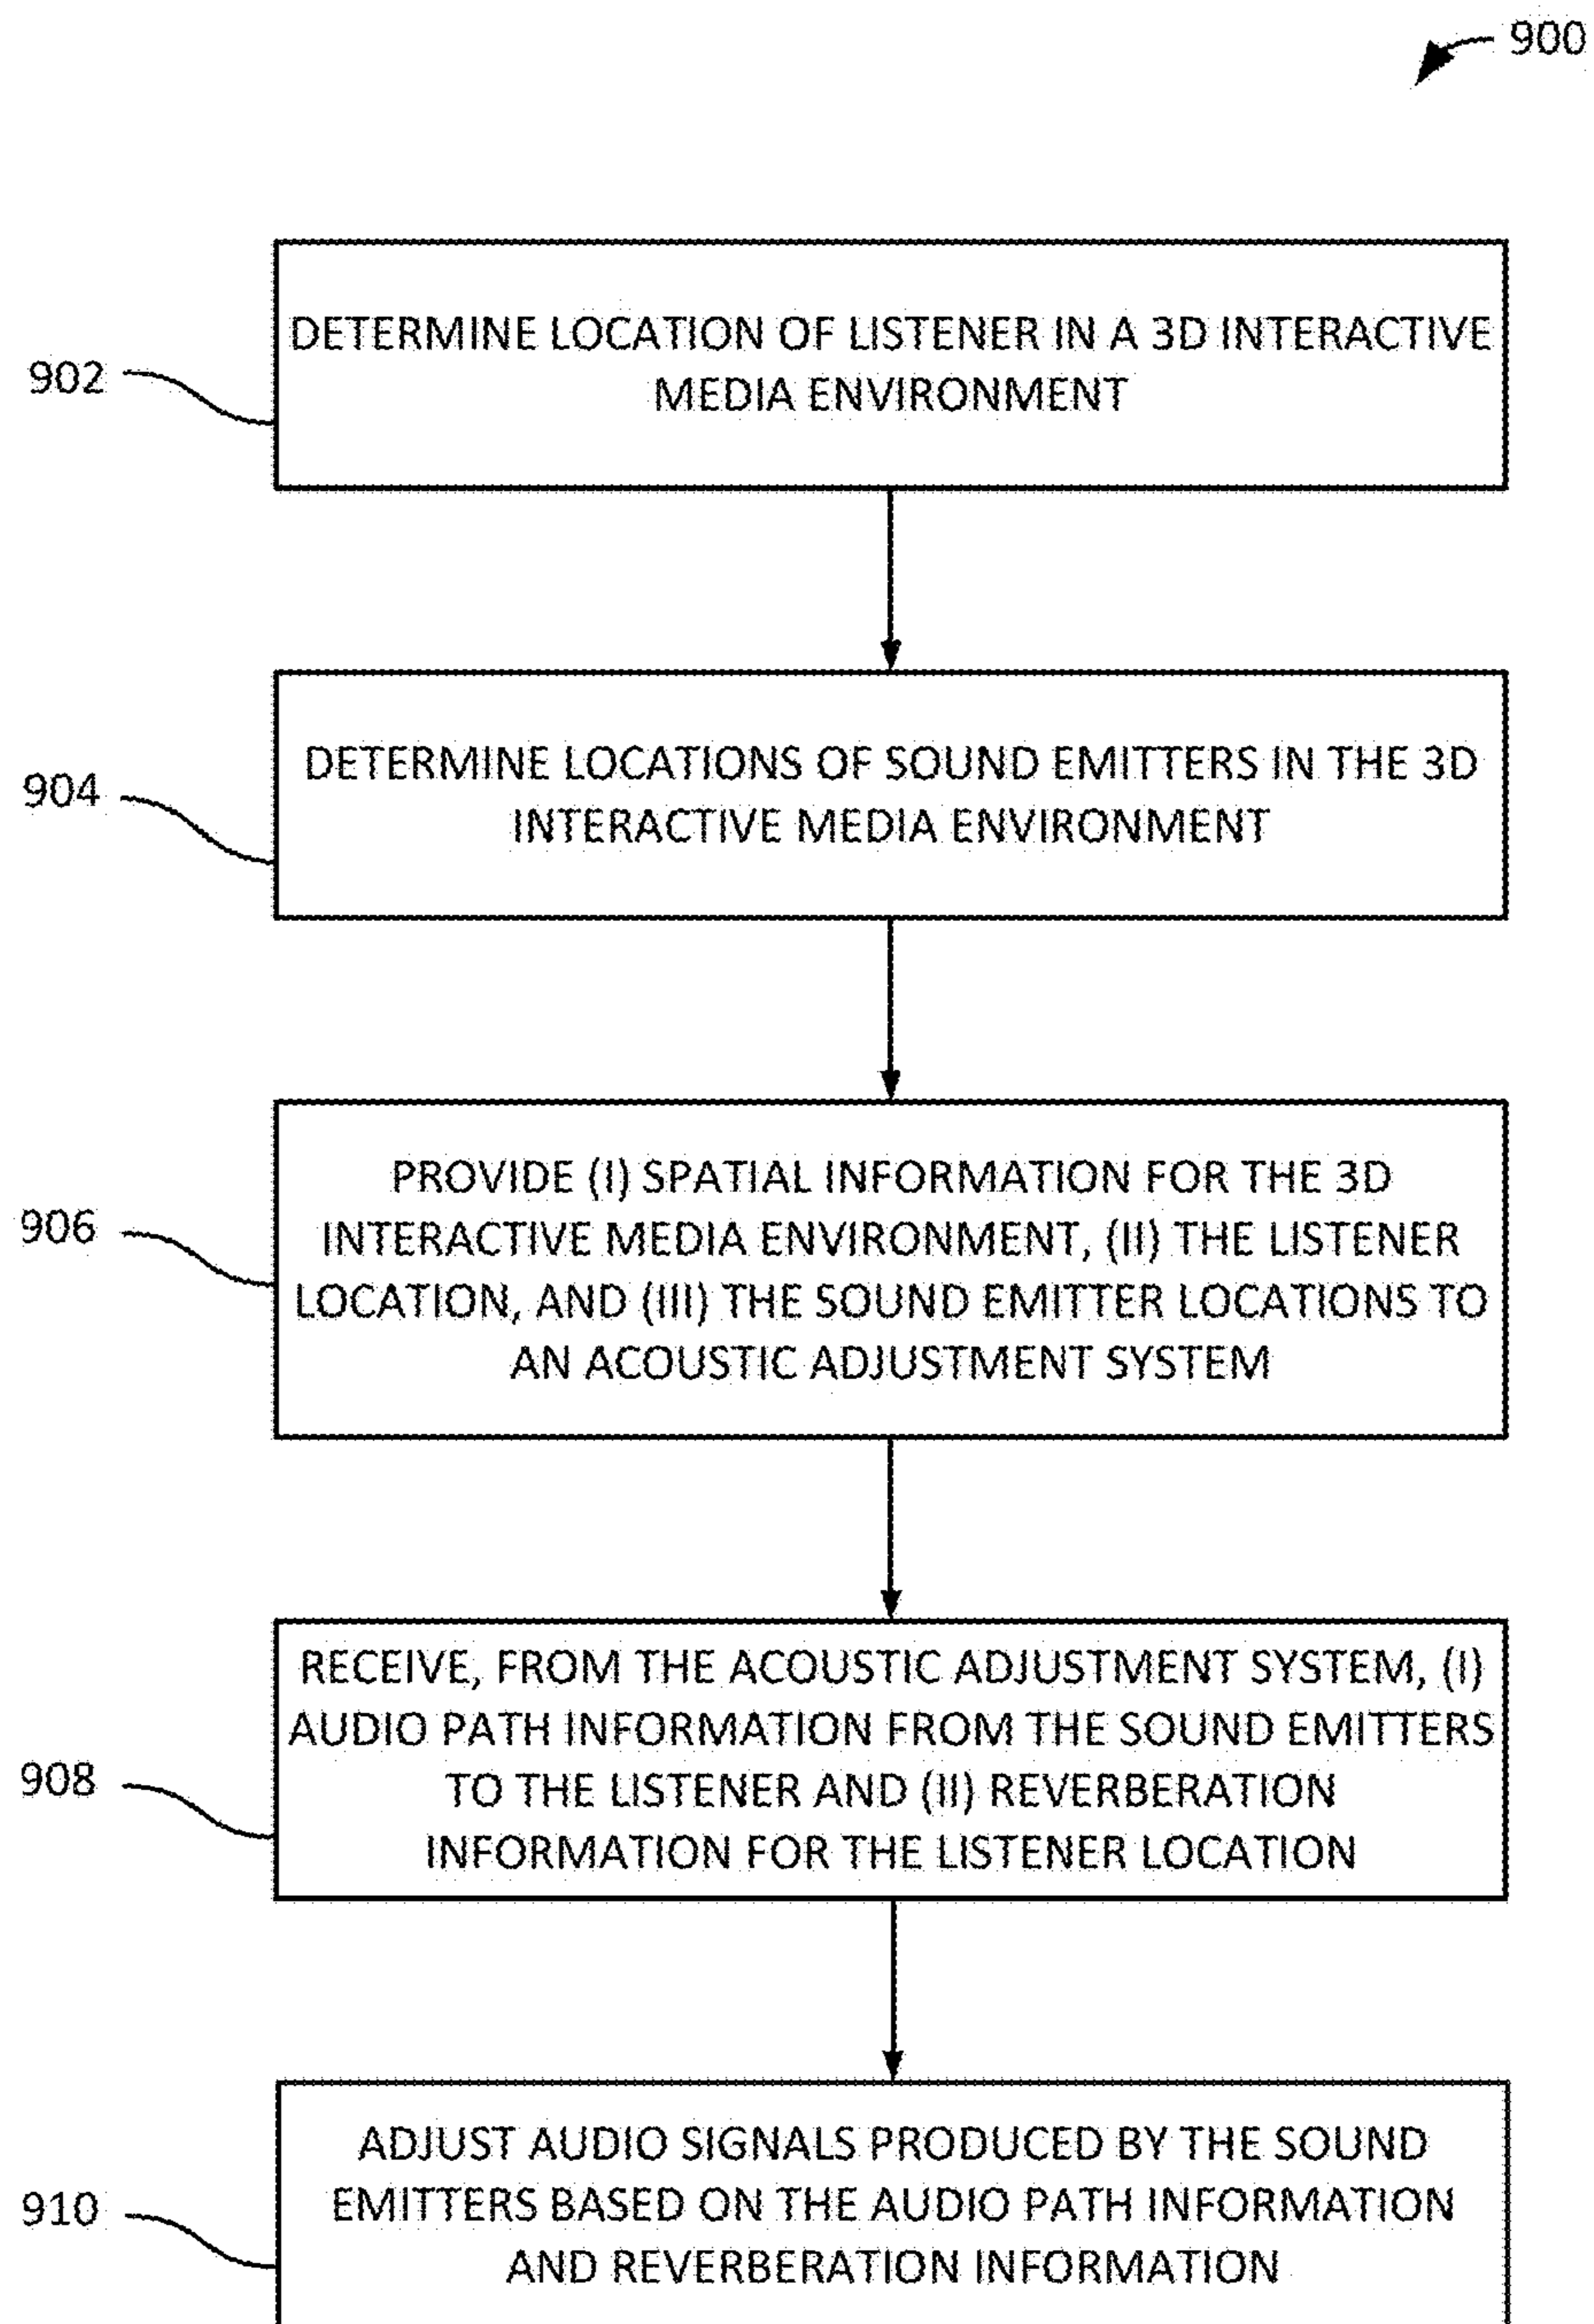 900
902
DETERMINE LOCATION OF LISTENER IN A 3D INTERACTIVE
MEDIA ENVIRONMENT
904
DETERMINE LOCATIONS OF SOUND EMITTERS IN THE 3D
INTERACTIVE MEDIA ENVIRONMENT
906
PROVIDE (I) SPATIAL INFORMATION FOR THE 3D
INTERACTIVE MEDIA ENVIRONMENT, (II) THE LISTENER
LOCATION, AND (III) THE SOUND EMITTER LOCATIONS TO
AN ACOUSTIC ADJUSTMENT SYSTEM
908
RECEIVE, FROM THE ACOUSTIC ADJUSTMENT SYSTEM, (I)
AUDIO PATH INFORMATION FROM THE SOUND EMITTERS
TO THE LISTENER AND (II) REVERBERATION
INFORMATION FOR THE LISTENER LOCATION
910
ADJUST AUDIO SIGNALS PRODUCED BY THE SOUND
EMITTERS BASED ON THE AUDIO PATH INFORMATION
AND REVERBERATION INFORMATION